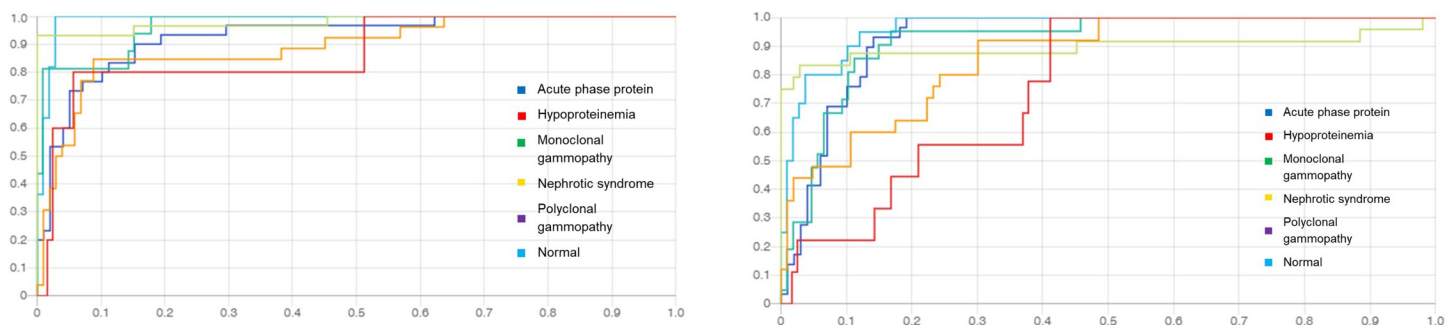 1.0
0.9
0.8
0.7
0.6
0.5
0.4
0.3
0.2
0.1
0
0
0.1
0.2
0.3
0.4
0.5
0.6
0.7
0.8
0.9
1.0
Acute phase protein
Hypoproteinemia
Monoclonal
gammopathy
Nephrotic syndrome
Polyclonal
gammopathy
Normal
1.0
0.9
0.8
0.7
0.6
0.5
0.4
0.3
0.2
0.1
0
0
0.1
0.2
0.3
0.4
0.5
0.6
0.7
0.8
0.9
1.0
Acute phase protein
Hypoproteinemia
Monoclonal
gammopathy
Nephrotic syndrome
Polyclonal
gammopathy
Normal